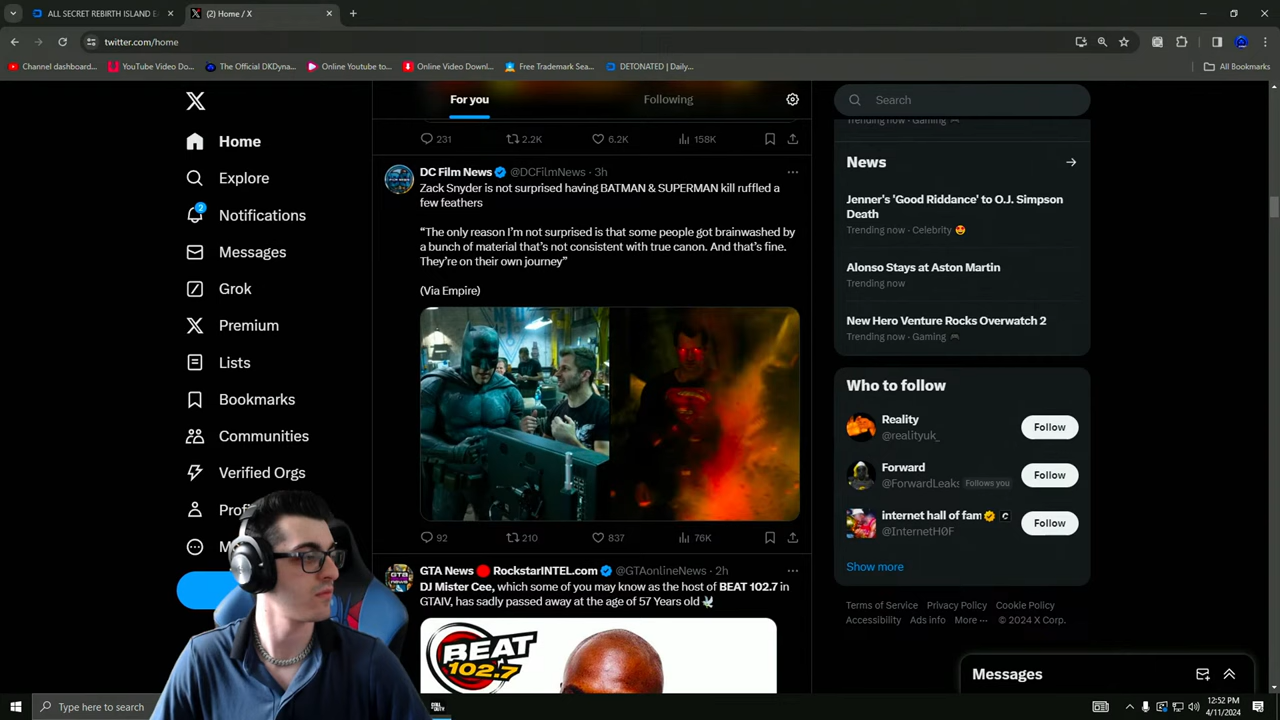 ALL SECRET REBIRTH ISLAND E
(2) Home / X
twitter.com/home
Channel dashboard...
YouTube Video Do...
The Official DKDyna...
Online Youtube to...
Online Video Downl...
Free Trademark Sea...
DETONATED | Daily...
All Bookmarks
Home
Explore
2
Notifications
Messages
Grok
Premium
Lists
Bookmarks
Communities
Verified Orgs
Profi
M
For you
Following
231
2.2K
6.2K
158K
DC Film News @DCFilmNews · 3h
Zack Snyder is not surprised having BATMAN & SUPERMAN kill ruffled a
few feathers
“The only reason I’m not surprised is that some people got brainwashed by
a bunch of material that’s not consistent with true canon. And that’s fine.
They’re on their own journey”
(Via Empire)
92
210
837
76K
GTA News 🔴 RockstarINTEL.com @GTAonlineNews · 2h
DJ Mister Cee, which some of you may know as the host of BEAT 102.7 in
GTAIV, has sadly passed away at the age of 57 Years old 🕊
BEAT
102.7
Search
Trending now · Gaming
News
Jenner's 'Good Riddance' to O.J. Simpson
Death
Trending now · Celebrity 😍
Alonso Stays at Aston Martin
Trending now
New Hero Venture Rocks Overwatch 2
Trending now · Gaming
Who to follow
Reality
@realityuk_
Follow
Forward
@ForwardLeaks Follows you
Follow
internet hall of fam
@InternetH0F
Follow
Show more
Terms of Service Privacy Policy Cookie Policy
Accessibility Ads info More ··· © 2024 X Corp.
Messages
Type here to search
12:52 PM
4/11/2024